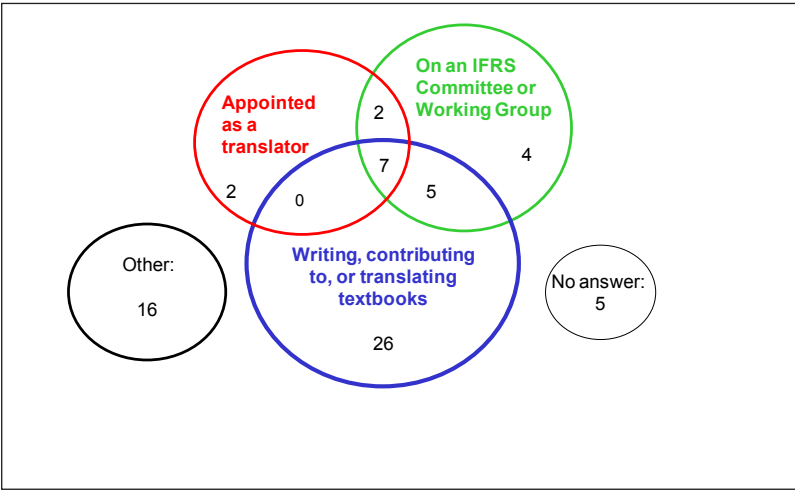 On an IFRS
Committee or
Working Group
Appointed
as a
translator
2
4
7
2
0
5
Writing, contributing
to, or translating
textbooks
26
Other:
16
No answer:
5